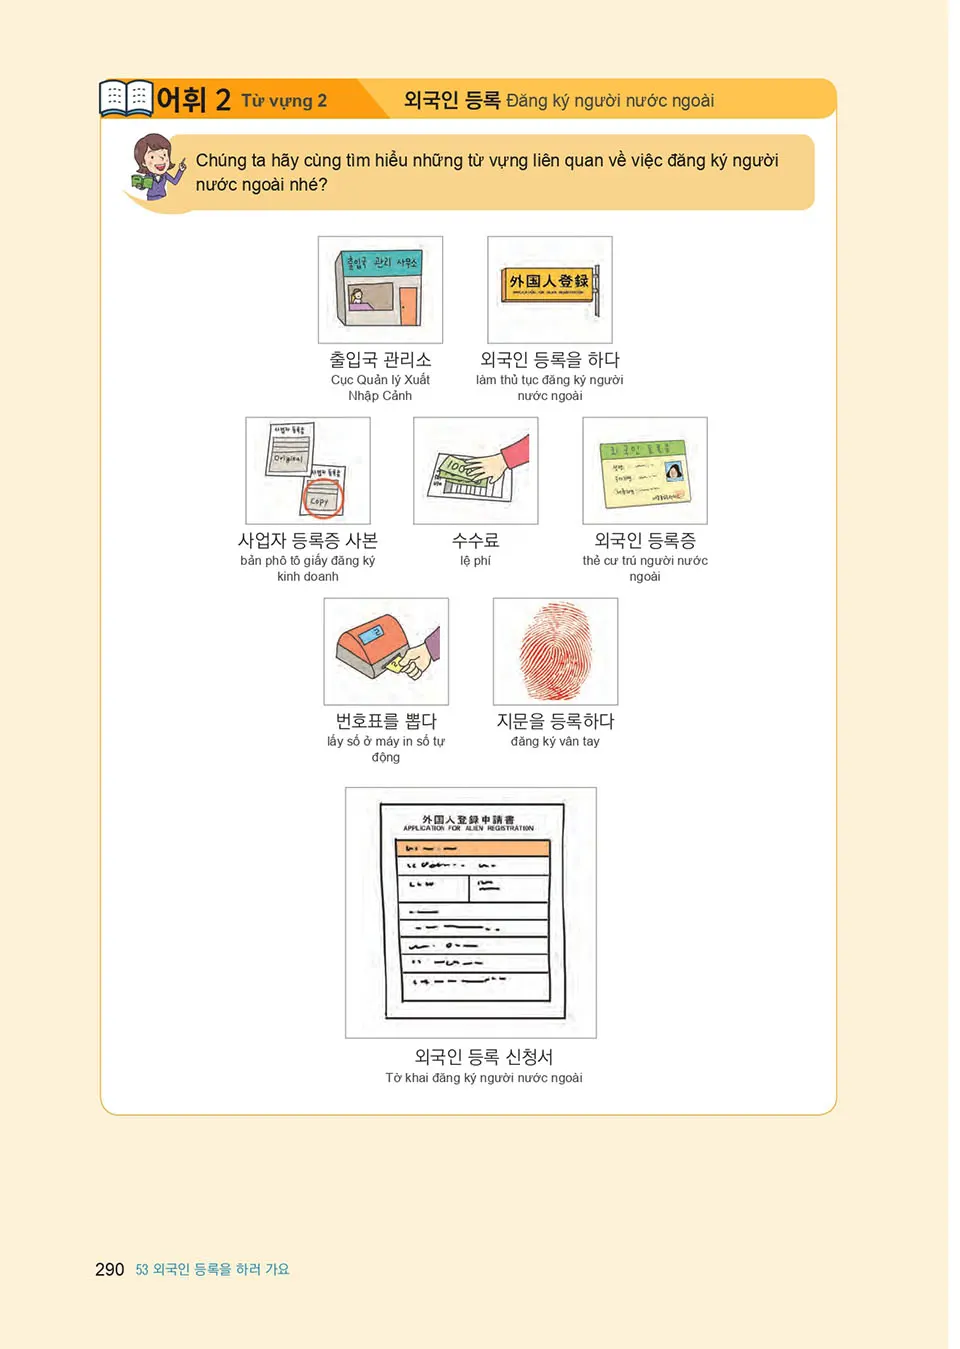 어휘 2 Từ vựng 2 외국인 등록 Đăng ký người nước ngoài
Chúng ta hãy cùng tìm hiểu những từ vựng liên quan về việc đăng ký người
nước ngoài nhé?
출입국 관리 사무소
外国人登録
APPLICATION FOR ALIEN REGISTRATION
출입국 관리소
Cục Quản lý Xuất
Nhập Cảnh
외국인 등록을 하다
làm thủ tục đăng ký người
nước ngoài
사업자 등록증
Original
사업자 등록증
Copy
1000
외국인 등록증
사업자 등록증 사본
bản phô tô giấy đăng ký
kinh doanh
수수료
lệ phí
외국인 등록증
thẻ cư trú người nước
ngoài
2
번호표를 뽑다
lấy số ở máy in số tự
động
지문을 등록하다
đăng ký vân tay
外国人登録申請書
APPLICATION FOR ALIEN REGISTRATION
외국인 등록 신청서
Tờ khai đăng ký người nước ngoài
290 53 외국인 등록을 하러 가요